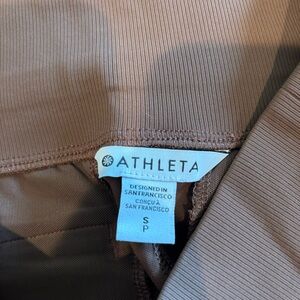 ATHLETA
DESIGNED IN
SAN FRANCISCO
CONÇU À
SAN FRANCISCO
S
P